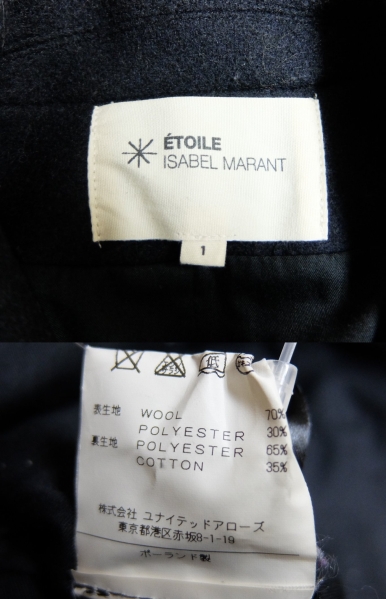 ÉTOILE
ISABEL MARANT
1
低
表生地 WOOL 70%
POLYESTER 30%
裏生地 POLYESTER 65%
COTTON 35%
株式会社 ユナイテッドアローズ
東京都港区赤坂8-1-19
ポーランド製